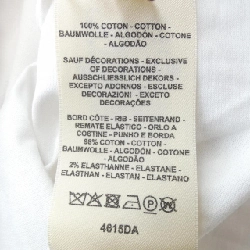 100% COTON - COTTON -
BAUMWOLLE - ALGODÓN - COTONE
- ALGODÃO
SAUF DÉCORATIONS - EXCLUSIVE
OF DECORATIONS -
AUSSCHLIESSLICH DEKORS -
EXCEPTO ADORNOS - ESCLUSE
DECORAZIONI - EXCETO
DECORAÇÕES
BORD CÔTE - RIB - SEITENRAND -
REMATE ELÁSTICO - ORLO A
COSTINE - PUNHO E BORDA
98% COTON - COTTON -
BAUMWOLLE - ALGODÓN - COTONE
- ALGODÃO
2% ELASTHANNE - ELASTANE -
ELASTHAN - ELASTAN - ELASTANE
4615DA